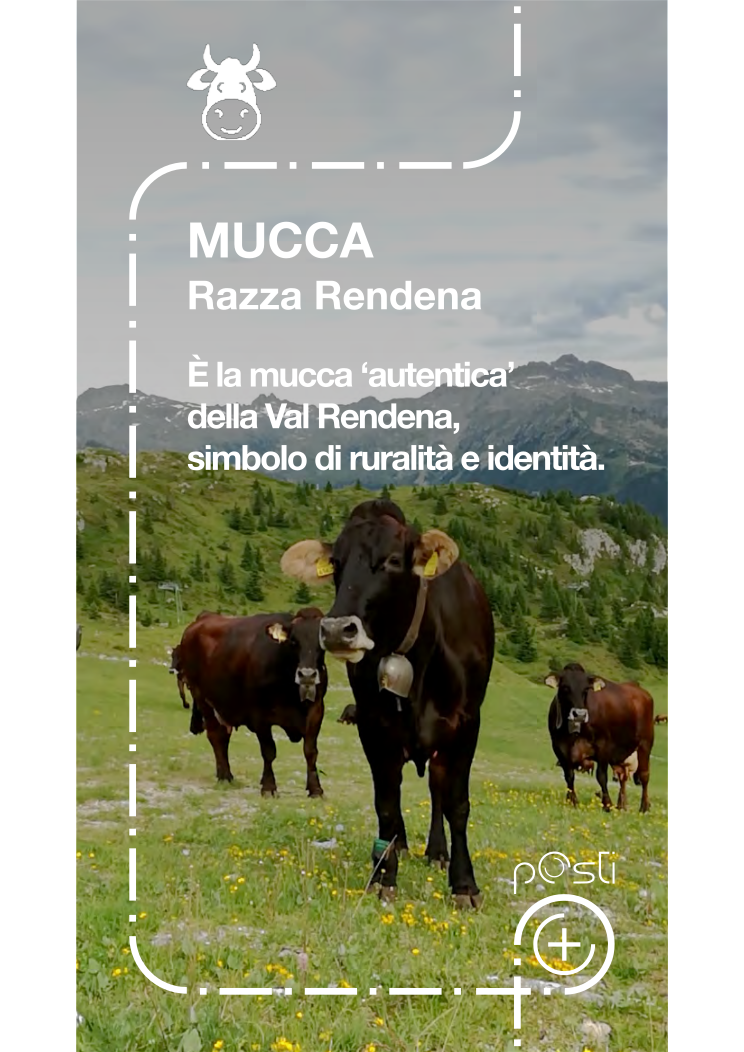 MUCCA
Razza Rendena
È la mucca ‘autentica’
della Val Rendena,
simbolo di ruralità e identità.
posti